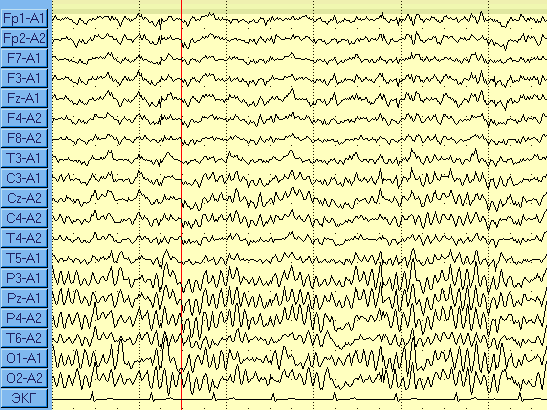 Fp1-A1
Fp2-A2
F7-A1
F3-A1
Fz-A1
F4-A2
F8-A2
T3-A1
C3-A1
Cz-A2
C4-A2
T4-A2
T5-A1
P3-A1
Pz-A1
P4-A2
T6-A2
O1-A1
O2-A2
ЭКГ